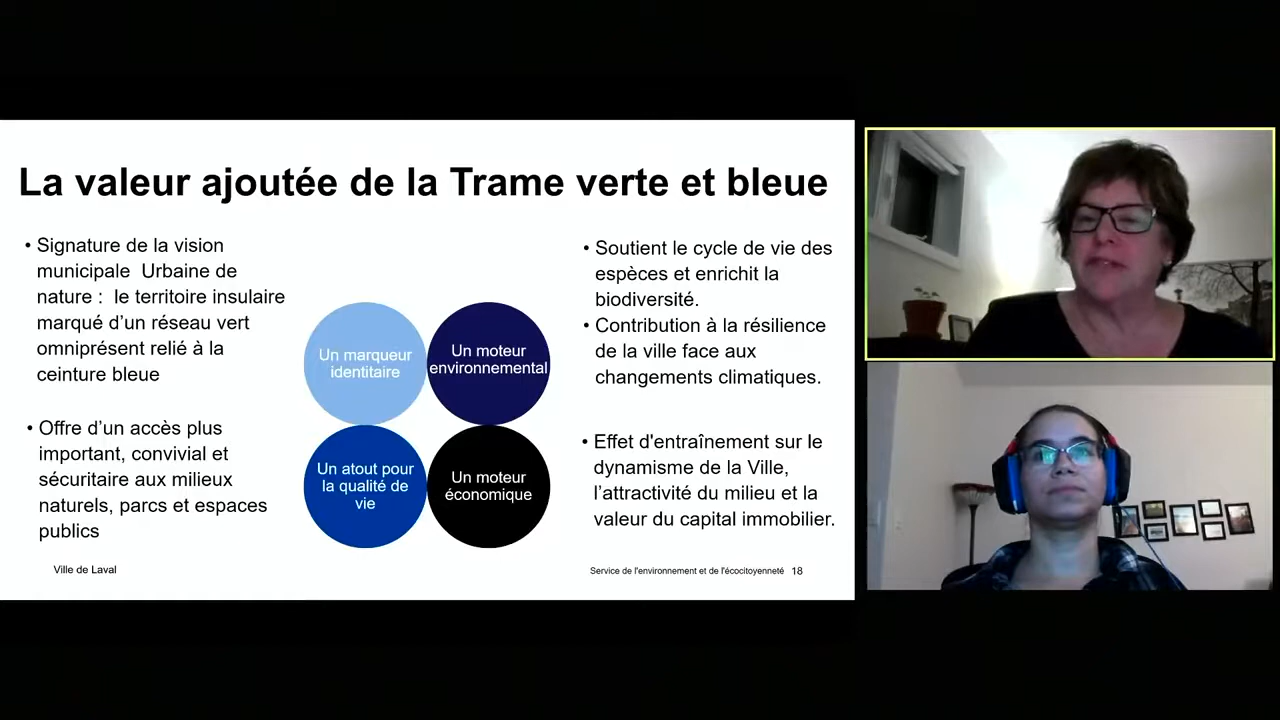 La valeur ajoutée de la Trame verte et bleue
• Signature de la vision
municipale Urbaine de
nature : le territoire insulaire
marqué d’un réseau vert
omniprésent relié à la
ceinture bleue
• Offre d’un accès plus
important, convivial et
sécuritaire aux milieux
naturels, parcs et espaces
publics
Un marqueur
identitaire
Un moteur
environnemental
Un atout pour
la qualité de
vie
Un moteur
économique
• Soutient le cycle de vie des
espèces et enrichit la
biodiversité.
• Contribution à la résilience
de la ville face aux
changements climatiques.
• Effet d'entraînement sur le
dynamisme de la Ville,
l’attractivité du milieu et la
valeur du capital immobilier.
Ville de Laval
Service de l'environnement et de l'écocitoyenneté 18